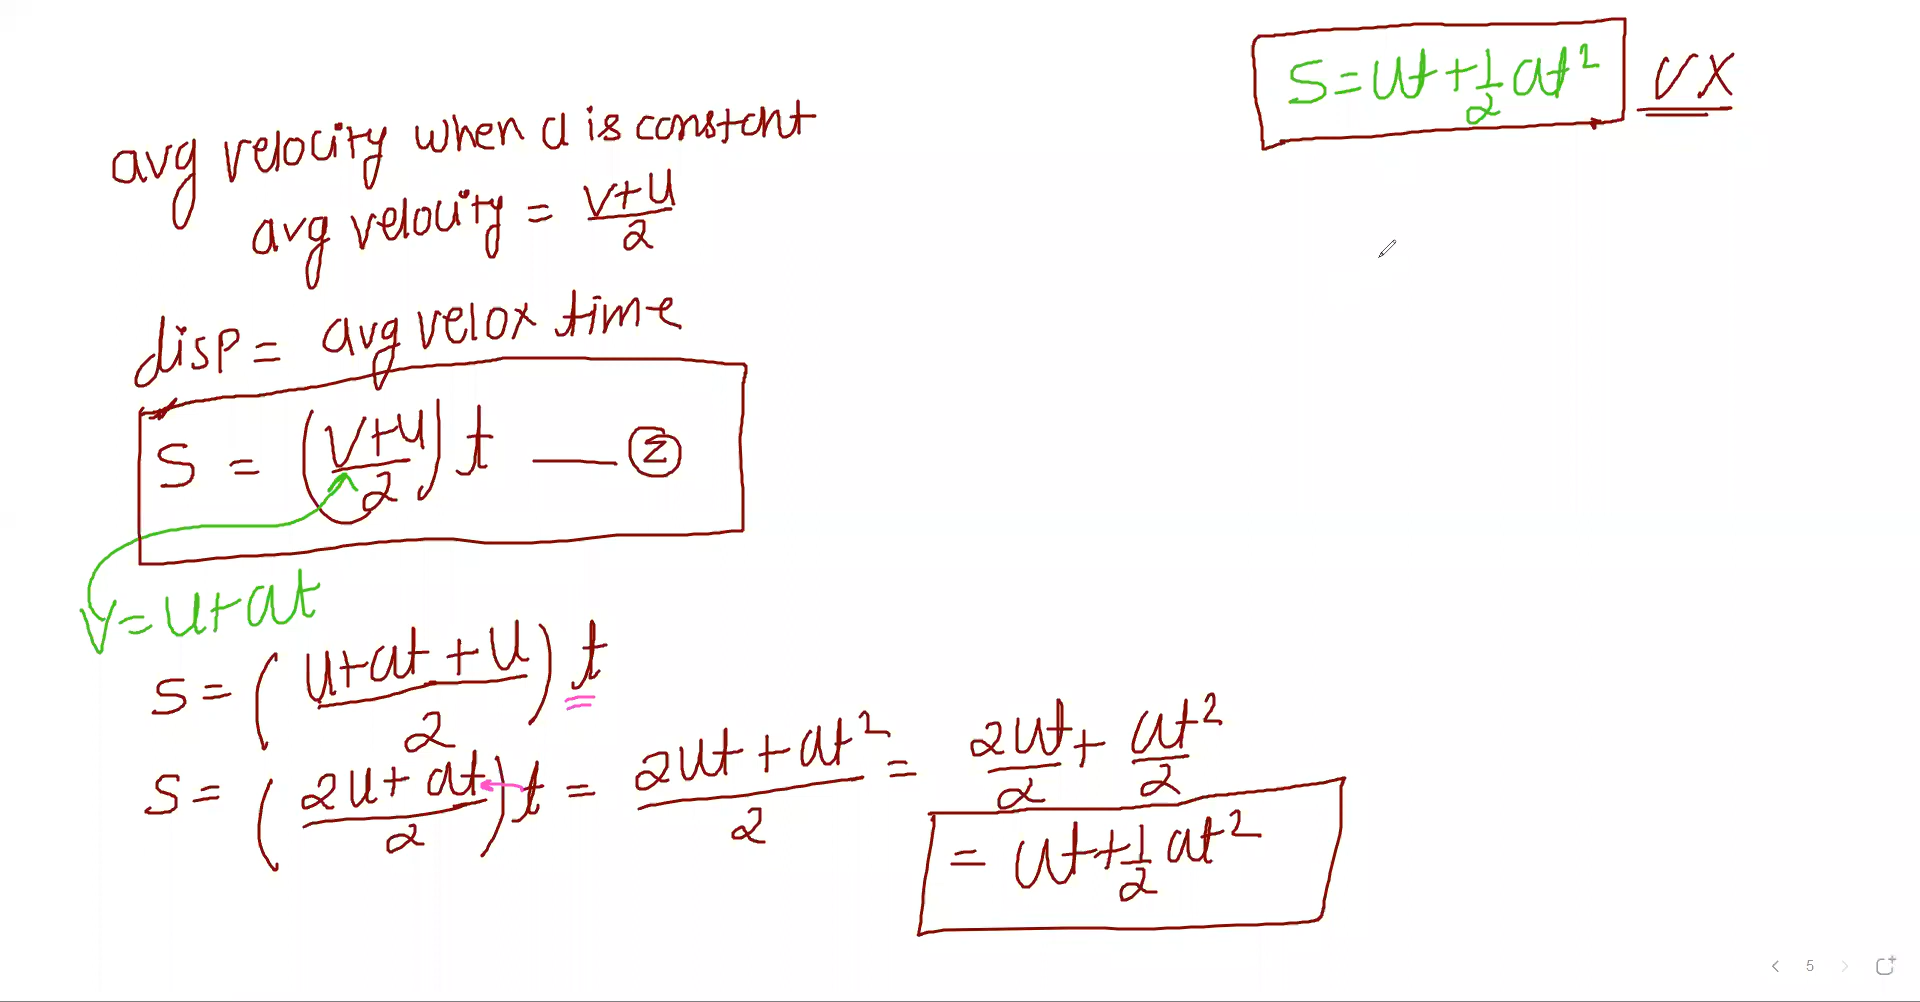 avg velocity when a is constant
avg velocity = v+u/2
disp = avg velo x time
S = (v+u/2) t — ②
v = u+at
S = (u+at+u/2) t
S = (2u+at/2) t = 2ut+at²/2 = 2ut/2 + at²/2
= ut+1/2 at²
S=ut+1/2 at² vx
5